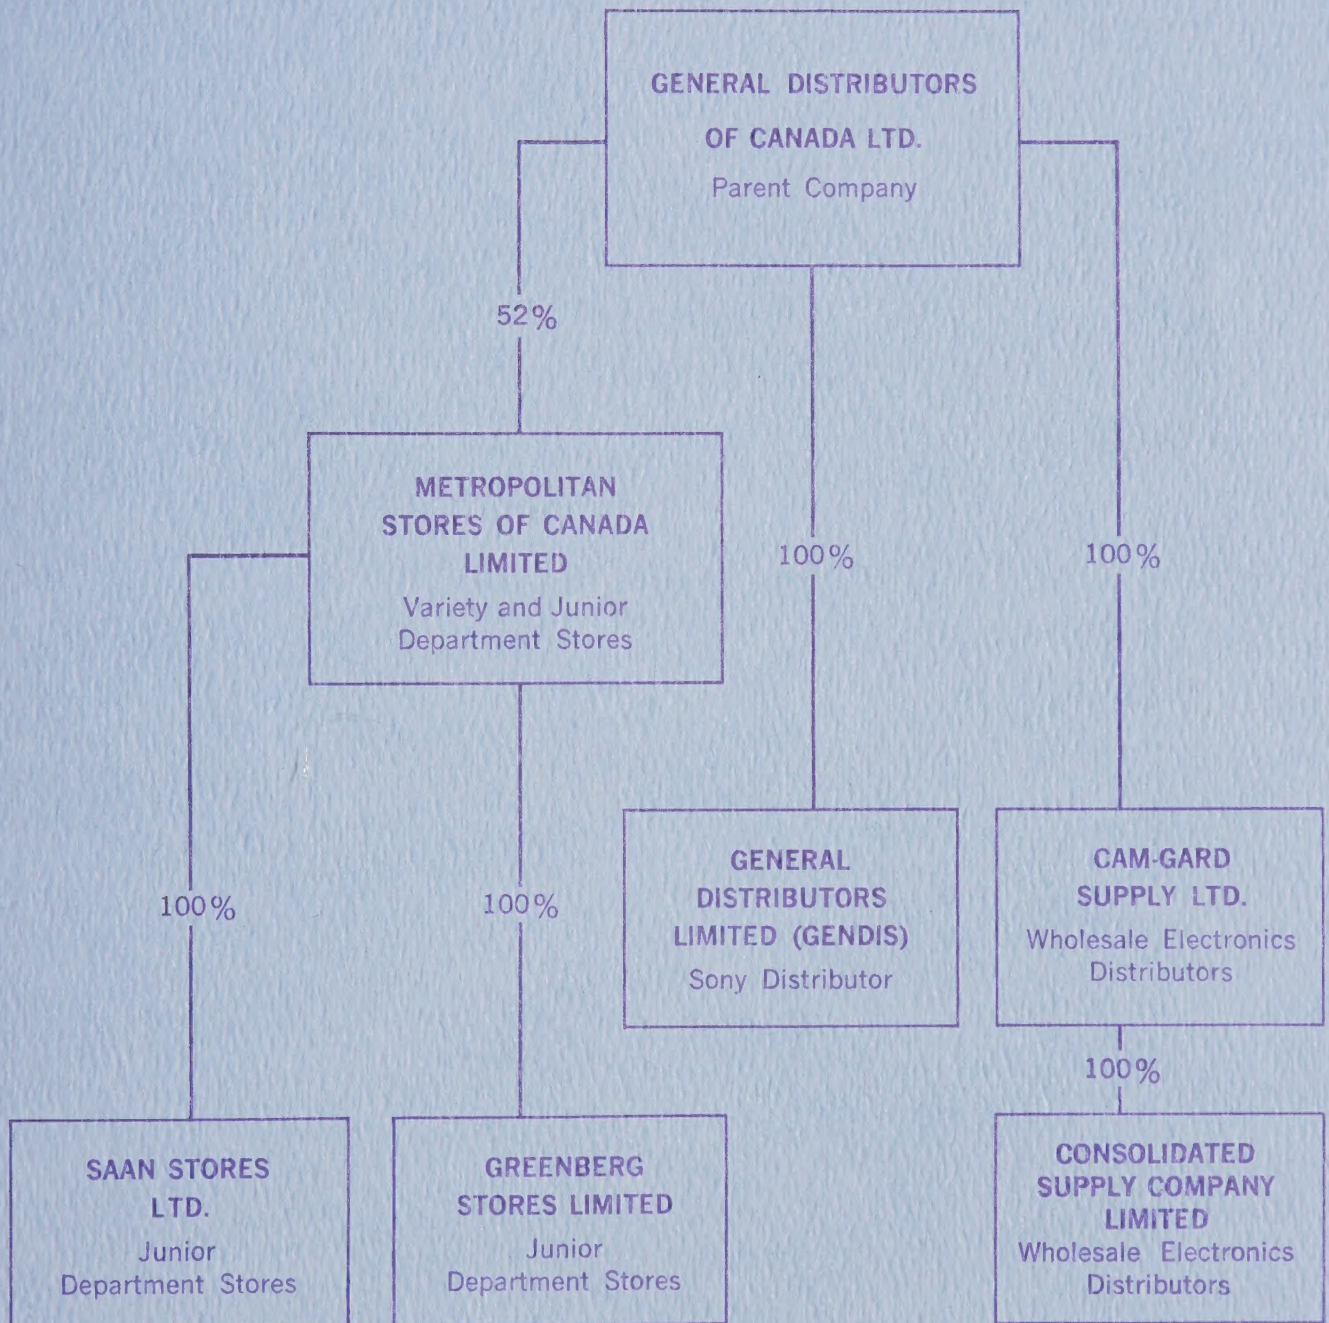 GENERAL DISTRIBUTORS
OF CANADA LTD.
Parent Company
52%
METROPOLITAN
STORES OF CANADA
LIMITED
Variety and Junior
Department Stores
100%
100%
GENERAL
DISTRIBUTORS
LIMITED (GENDIS)
Sony Distributor
CAM-GARD
SUPPLY LTD.
Wholesale Electronics
Distributors
100%
100%
100%
SAAN STORES
LTD.
Junior
Department Stores
GREENBERG
STORES LIMITED
Junior
Department Stores
CONSOLIDATED
SUPPLY COMPANY
LIMITED
Wholesale Electronics
Distributors